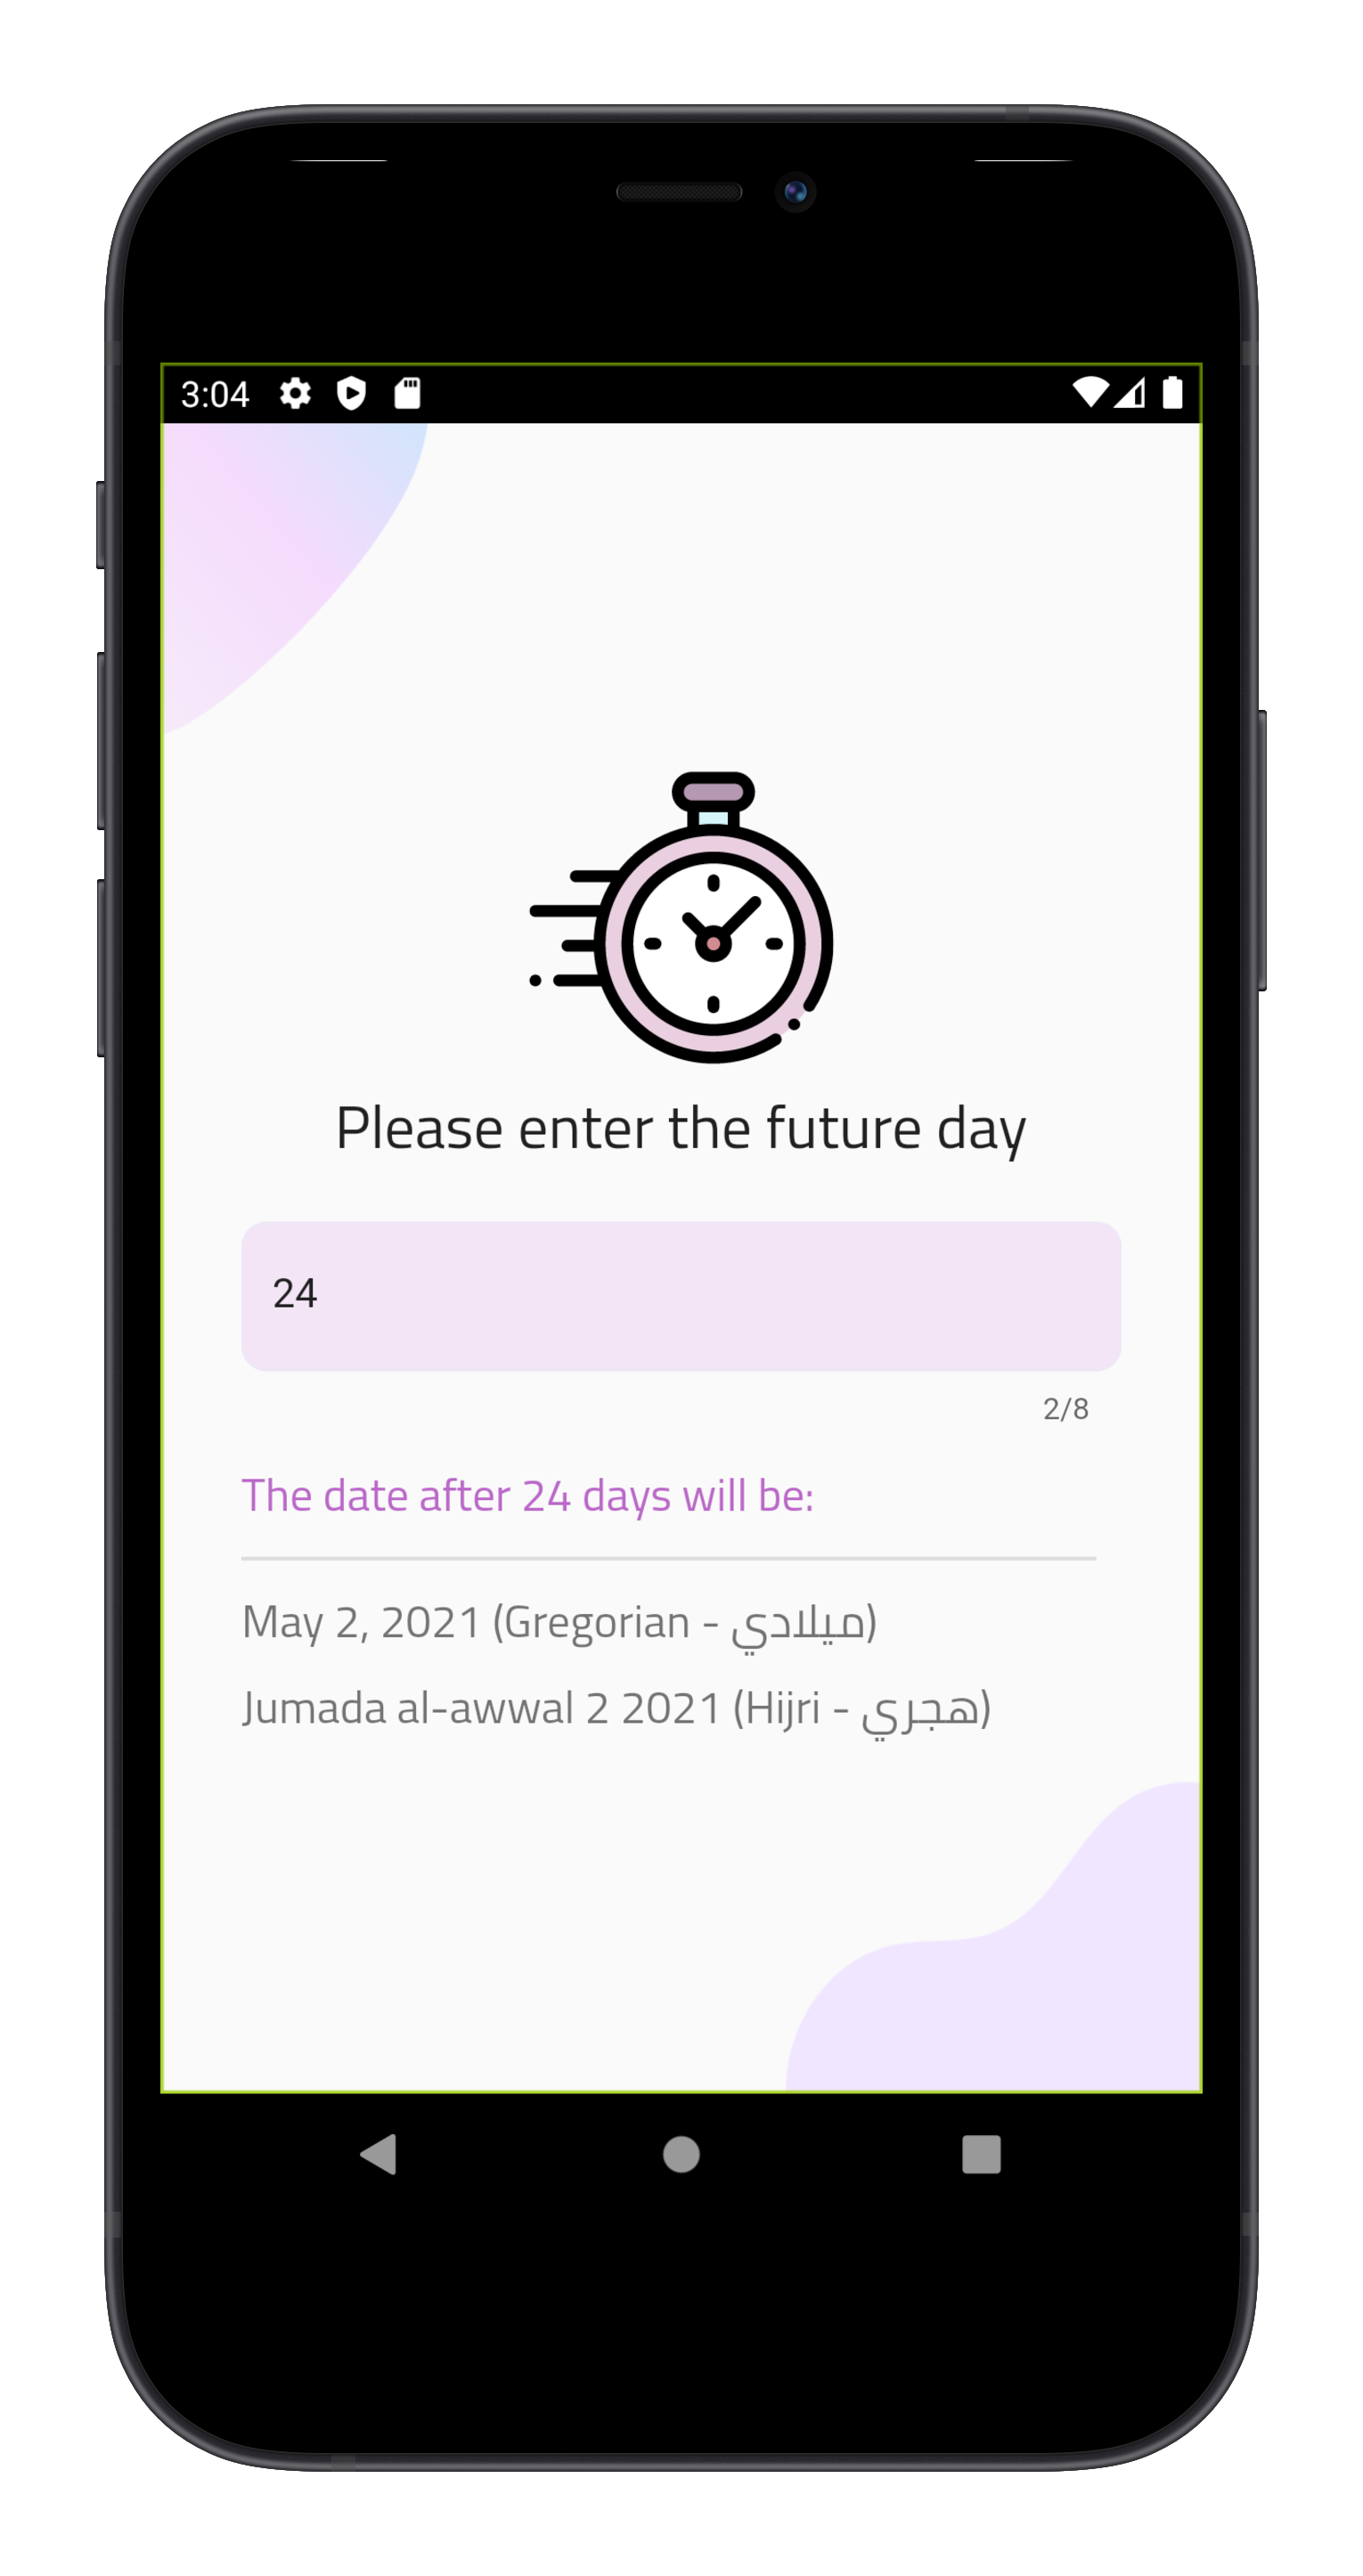 3:04
Please enter the future day
24
2/8
The date after 24 days will be:
May 2, 2021 (Gregorian - ميلادي)
Jumada al-awwal 2 2021 (Hijri - هجري)